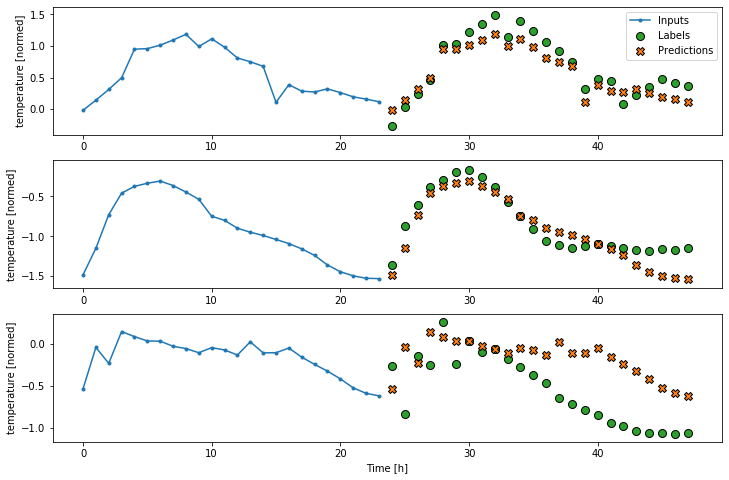 1.5
1.0
0.5
0.0
temperature [normed]
Inputs
Labels
Predictions
0 10 20 30 40
−0.5
−1.0
−1.5
temperature [normed]
0 10 20 30 40
0.0
−0.5
−1.0
temperature [normed]
0 10 20 30 40
Time [h]